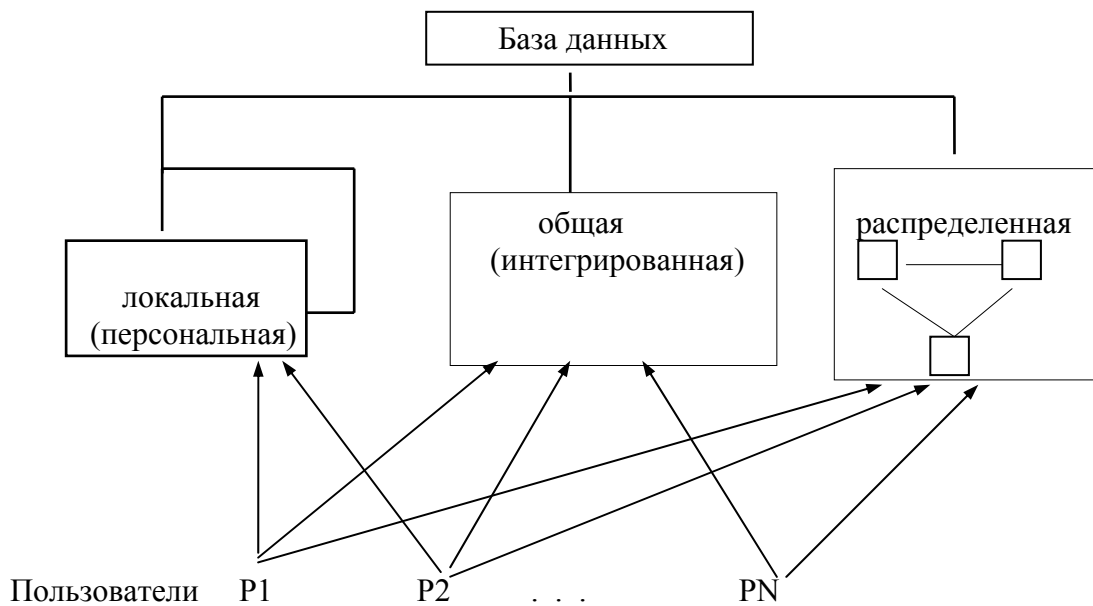 База данных
общая
(интегрированная)
распределенная
локальная
(персональная)
Пользователи P1 P2 . . . PN